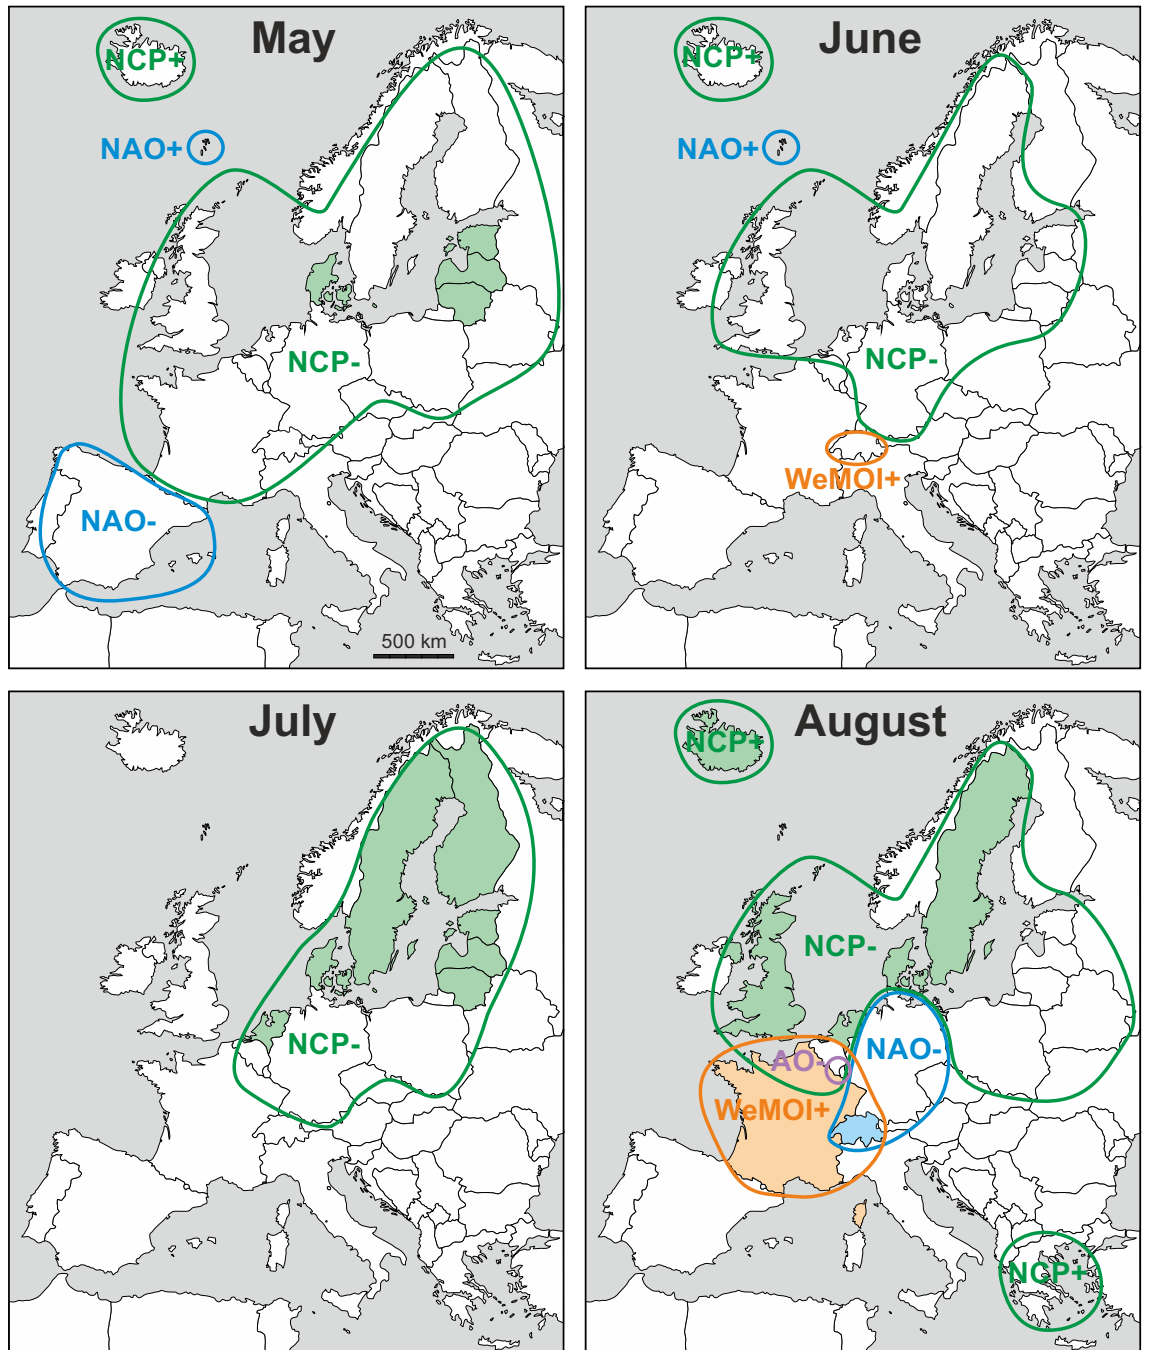 May
NCP+
NAO+
NCP-
NAO-
500 km
June
NCP+
NAO+
NCP-
WeMOI+
July
NCP-
August
NCP+
NCP-
NAO-
AO-
WeMOI+
NCP+